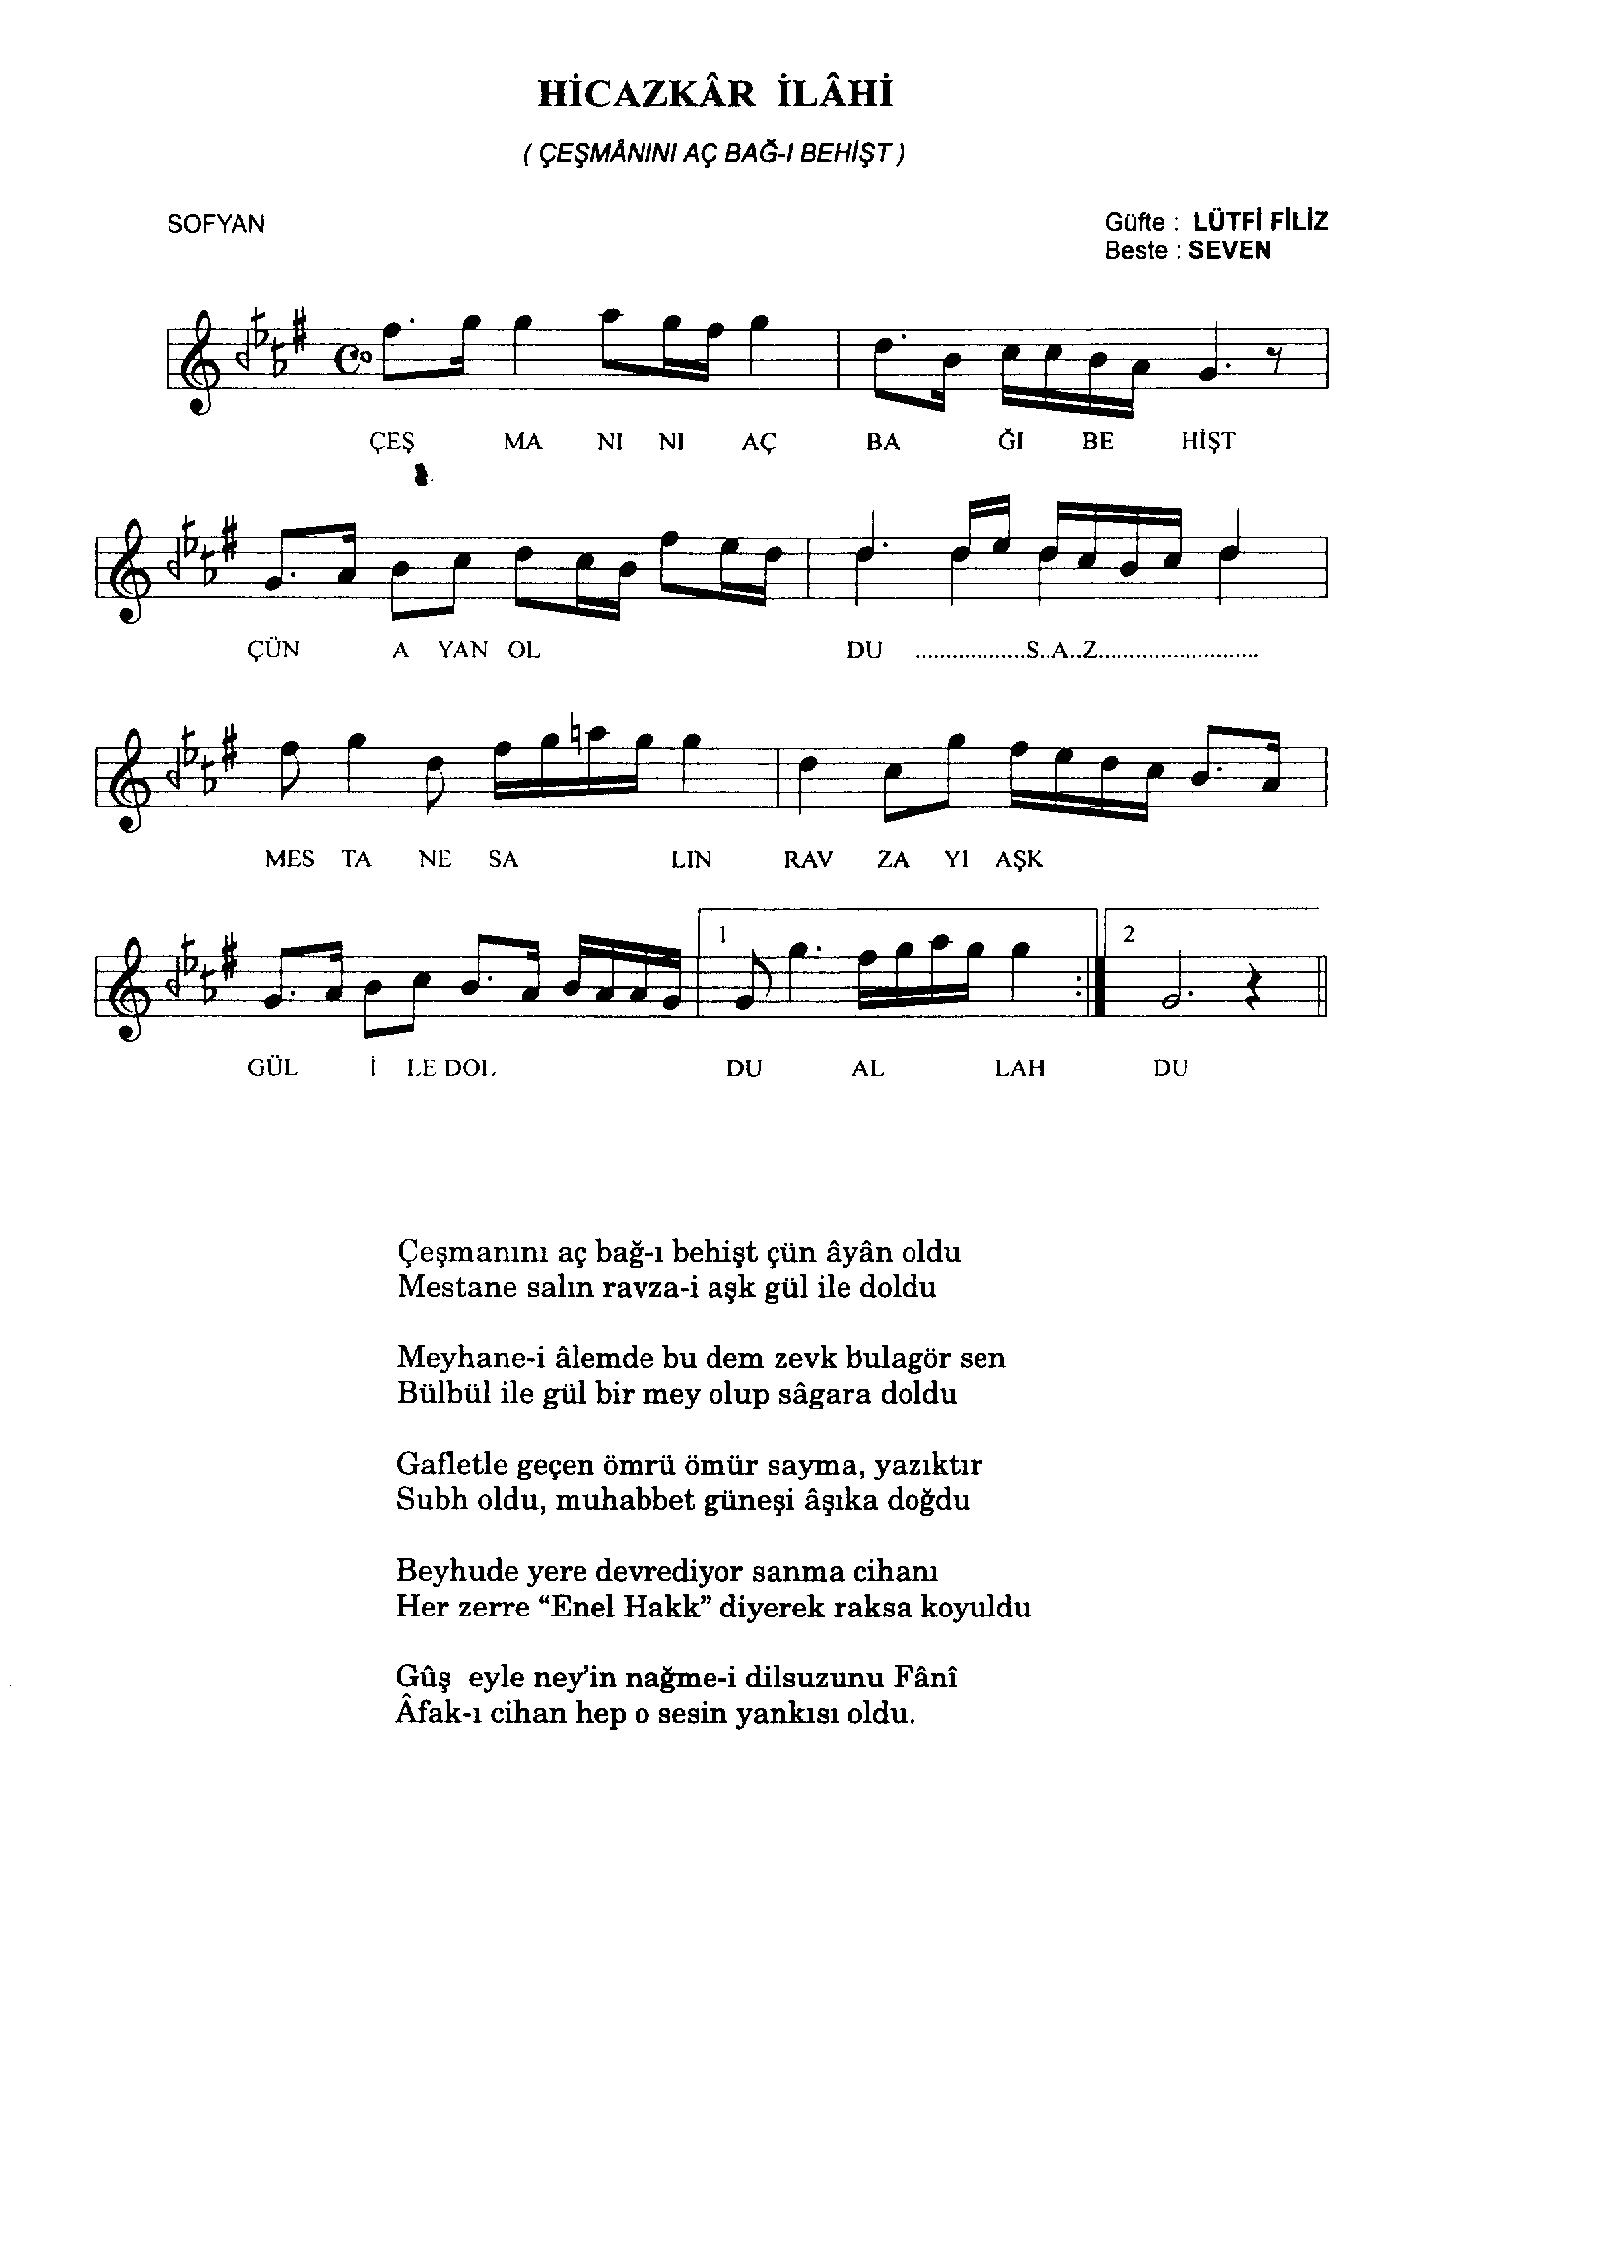 HİCAZKÂR İLÂHİ
( ÇEŞMÂNINI AÇ BAĞ-I BEHİŞT )
SOFYAN
Güfte : LÜTFİ FİLİZ
Beste : SEVEN
ÇEŞ MA NI NI AÇ BA ĞI BE HİŞT
ÇÜN A YAN OL DU ..................S..A..Z...........................
MES TA NE SA LIN RAV ZA YI AŞK
1 2
GÜL İ LE DOL DU AL LAH DU
Çeşmanını aç bağ-ı behişt çün âyân oldu
Mestane salın ravza-i aşk gül ile doldu
Meyhane-i âlemde bu dem zevk bulagör sen
Bülbül ile gül bir mey olup sâgara doldu
Gafletle geçen ömrü ömür sayma, yazıktır
Subh oldu, muhabbet güneşi âşıka doğdu
Beyhude yere devrediyor sanma cihanı
Her zerre “Enel Hakk” diyerek raksa koyuldu
Gûş eyle ney’in nağme-i dilsuzunu Fânî
Âfak-ı cihan hep o sesin yankısı oldu.